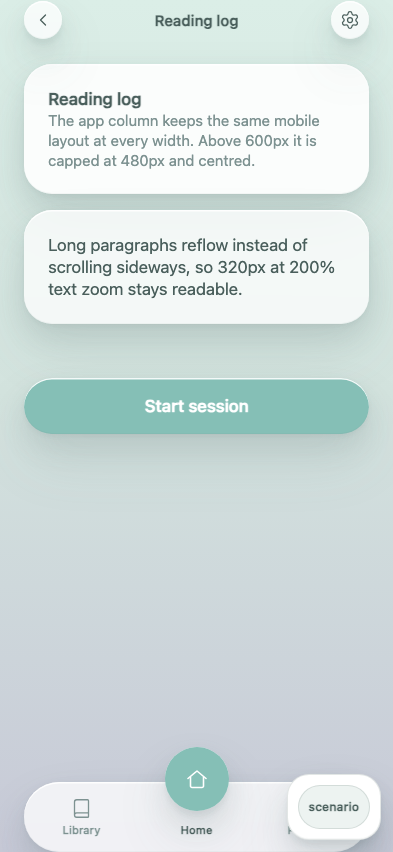 Reading log
Reading log
The app column keeps the same mobile
layout at every width. Above 600px it is
capped at 480px and centred.
Long paragraphs reflow instead of
scrolling sideways, so 320px at 200%
text zoom stays readable.
Start session
scenario
Library
Home